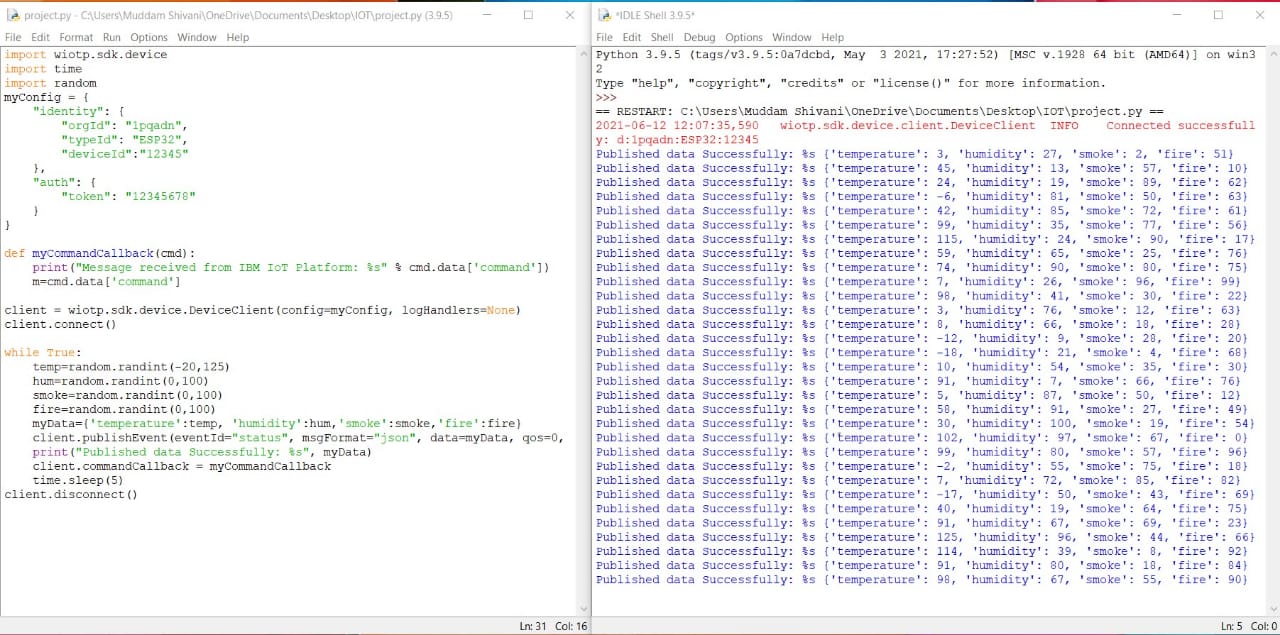 project.py - C:\Users\Muddam Shivani\OneDrive\Documents\Desktop\IOT\project.py (3.9.5)
File Edit Format Run Options Window Help
import wiotp.sdk.device
import time
import random
myConfig = {
    "identity": {
        "orgId": "1pqadn",
        "typeId": "ESP32",
        "deviceId":"12345"
    },
    "auth": {
        "token": "12345678"
    }
}
def myCommandCallback(cmd):
    print("Message received from IBM IoT Platform: %s" % cmd.data['command'])
    m=cmd.data['command']
client = wiotp.sdk.device.DeviceClient(config=myConfig, logHandlers=None)
client.connect()
while True:
    temp=random.randint(-20,125)
    hum=random.randint(0,100)
    smoke=random.randint(0,100)
    fire=random.randint(0,100)
    myData={'temperature':temp, 'humidity':hum,'smoke':smoke,'fire':fire}
    client.publishEvent(eventId="status", msgFormat="json", data=myData, qos=0,
    print("Published data Successfully: %s", myData)
    client.commandCallback = myCommandCallback
    time.sleep(5)
client.disconnect()
Ln: 31 Col: 16
*IDLE Shell 3.9.5*
File Edit Shell Debug Options Window Help
Python 3.9.5 (tags/v3.9.5:0a7dcbd, May  3 2021, 17:27:52) [MSC v.1928 64 bit (AMD64)] on win3
2
Type "help", "copyright", "credits" or "license()" for more information.
>>>
== RESTART: C:\Users\Muddam Shivani\OneDrive\Documents\Desktop\IOT\project.py ==
2021-06-12 12:07:35,590   wiotp.sdk.device.client.DeviceClient  INFO    Connected successfull
y: d:1pqadn:ESP32:12345
Published data Successfully: %s {'temperature': 3, 'humidity': 27, 'smoke': 2, 'fire': 51}
Published data Successfully: %s {'temperature': 45, 'humidity': 13, 'smoke': 57, 'fire': 10}
Published data Successfully: %s {'temperature': 24, 'humidity': 19, 'smoke': 89, 'fire': 62}
Published data Successfully: %s {'temperature': -6, 'humidity': 81, 'smoke': 50, 'fire': 63}
Published data Successfully: %s {'temperature': 42, 'humidity': 85, 'smoke': 72, 'fire': 61}
Published data Successfully: %s {'temperature': 99, 'humidity': 35, 'smoke': 77, 'fire': 56}
Published data Successfully: %s {'temperature': 115, 'humidity': 24, 'smoke': 90, 'fire': 17}
Published data Successfully: %s {'temperature': 59, 'humidity': 65, 'smoke': 25, 'fire': 76}
Published data Successfully: %s {'temperature': 74, 'humidity': 90, 'smoke': 80, 'fire': 75}
Published data Successfully: %s {'temperature': 7, 'humidity': 26, 'smoke': 96, 'fire': 99}
Published data Successfully: %s {'temperature': 98, 'humidity': 41, 'smoke': 30, 'fire': 22}
Published data Successfully: %s {'temperature': 3, 'humidity': 76, 'smoke': 12, 'fire': 63}
Published data Successfully: %s {'temperature': 8, 'humidity': 66, 'smoke': 18, 'fire': 28}
Published data Successfully: %s {'temperature': -12, 'humidity': 9, 'smoke': 28, 'fire': 20}
Published data Successfully: %s {'temperature': -18, 'humidity': 21, 'smoke': 4, 'fire': 68}
Published data Successfully: %s {'temperature': 10, 'humidity': 54, 'smoke': 35, 'fire': 30}
Published data Successfully: %s {'temperature': 91, 'humidity': 7, 'smoke': 66, 'fire': 76}
Published data Successfully: %s {'temperature': 5, 'humidity': 87, 'smoke': 50, 'fire': 12}
Published data Successfully: %s {'temperature': 58, 'humidity': 91, 'smoke': 27, 'fire': 49}
Published data Successfully: %s {'temperature': 30, 'humidity': 100, 'smoke': 19, 'fire': 54}
Published data Successfully: %s {'temperature': 102, 'humidity': 97, 'smoke': 67, 'fire': 0}
Published data Successfully: %s {'temperature': 99, 'humidity': 80, 'smoke': 57, 'fire': 96}
Published data Successfully: %s {'temperature': -2, 'humidity': 55, 'smoke': 75, 'fire': 18}
Published data Successfully: %s {'temperature': 7, 'humidity': 72, 'smoke': 85, 'fire': 82}
Published data Successfully: %s {'temperature': -17, 'humidity': 50, 'smoke': 43, 'fire': 69}
Published data Successfully: %s {'temperature': 40, 'humidity': 19, 'smoke': 64, 'fire': 75}
Published data Successfully: %s {'temperature': 91, 'humidity': 67, 'smoke': 69, 'fire': 23}
Published data Successfully: %s {'temperature': 125, 'humidity': 96, 'smoke': 44, 'fire': 66}
Published data Successfully: %s {'temperature': 114, 'humidity': 39, 'smoke': 8, 'fire': 92}
Published data Successfully: %s {'temperature': 91, 'humidity': 80, 'smoke': 18, 'fire': 84}
Published data Successfully: %s {'temperature': 98, 'humidity': 67, 'smoke': 55, 'fire': 90}
Ln: 5 Col: 0